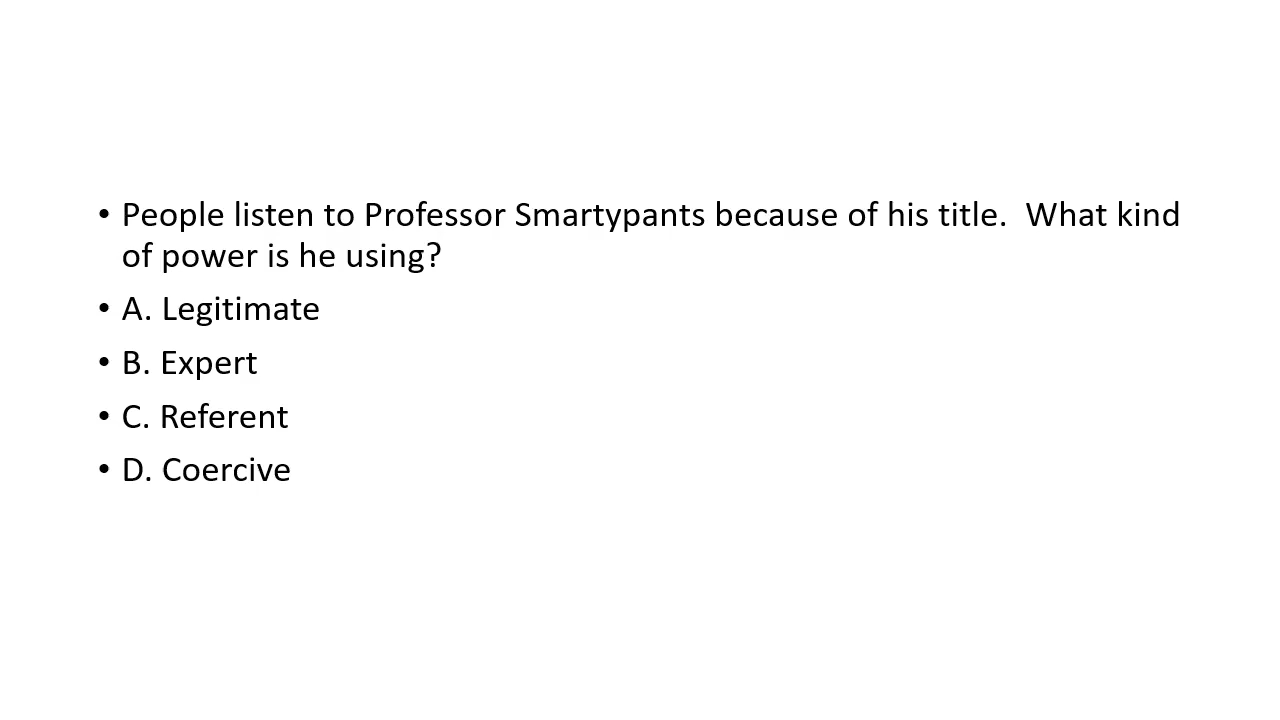 • People listen to Professor Smartypants because of his title.  What kind
of power is he using?
• A. Legitimate
• B. Expert
• C. Referent
• D. Coercive